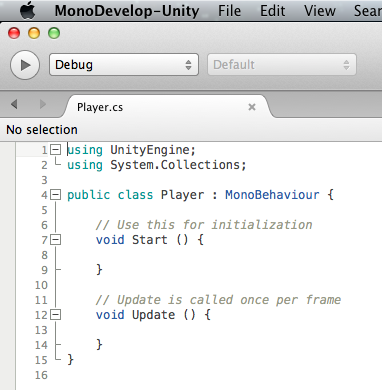 MonoDevelop-Unity File Edit View Sear
Debug Default
Player.cs
No selection
1 using UnityEngine;
2 using System.Collections;
3
4 public class Player : MonoBehaviour {
5
6 // Use this for initialization
7 void Start () {
8
9 }
10
11 // Update is called once per frame
12 void Update () {
13
14 }
15 }
16